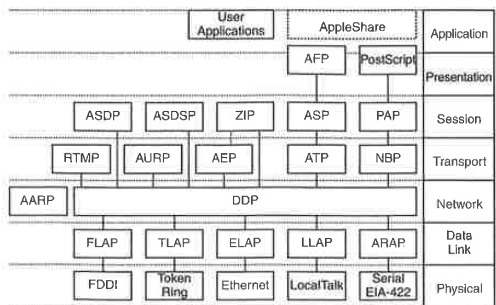 User
Applications
AppleShare
Application
AFP
PostScript
Presentation
ASDP
ASDSP
ZIP
ASP
PAP
Session
RTMP
AURP
AEP
ATP
NBP
Transport
AARP
DDP
Network
FLAP
TLAP
ELAP
LLAP
ARAP
Data
Link
FDDI
Token
Ring
Ethernet
LocalTalk
Serial
EIA-422
Physical